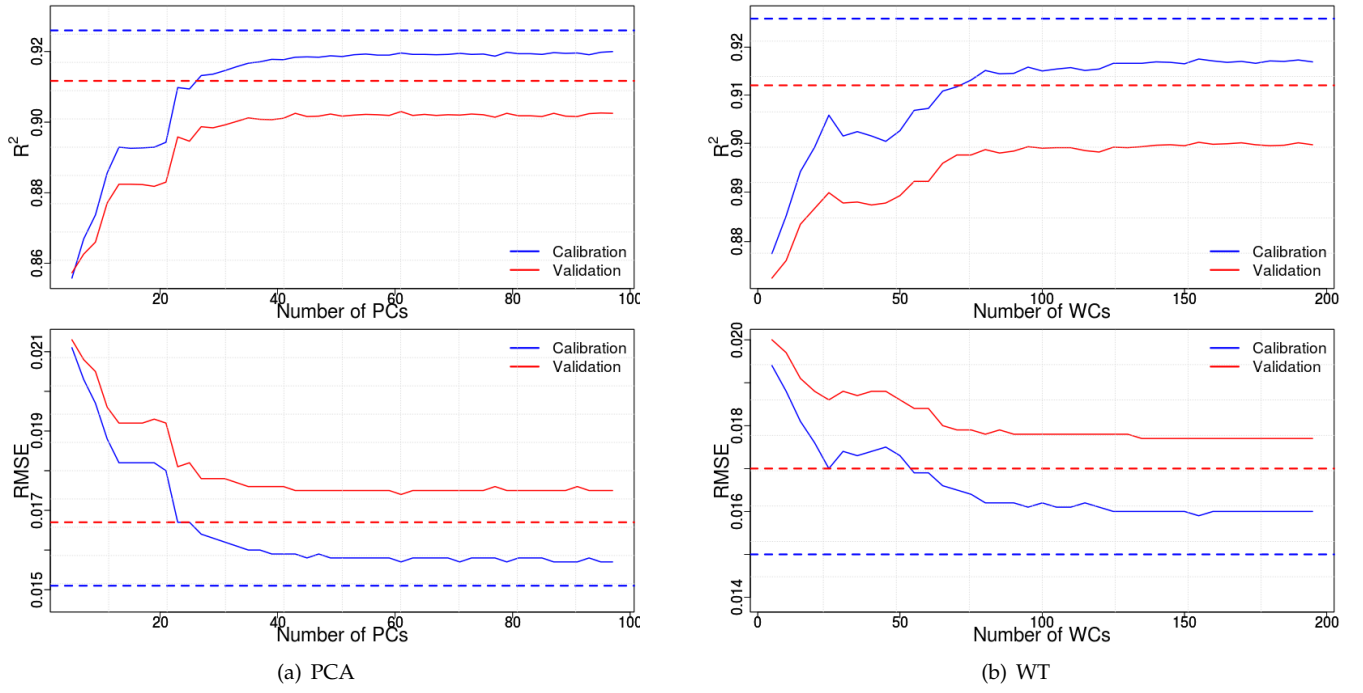 R2
0.86 0.88 0.90 0.92
Calibration
Validation
20 40 60 80 100
Number of PCs
R2
0.88 0.89 0.90 0.91 0.92
Calibration
Validation
0 50 100 150 200
Number of WCs
RMSE
0.015 0.017 0.019 0.021
Calibration
Validation
20 40 60 80 100
Number of PCs
RMSE
0.014 0.016 0.018 0.020
Calibration
Validation
0 50 100 150 200
Number of WCs
(a) PCA
(b) WT